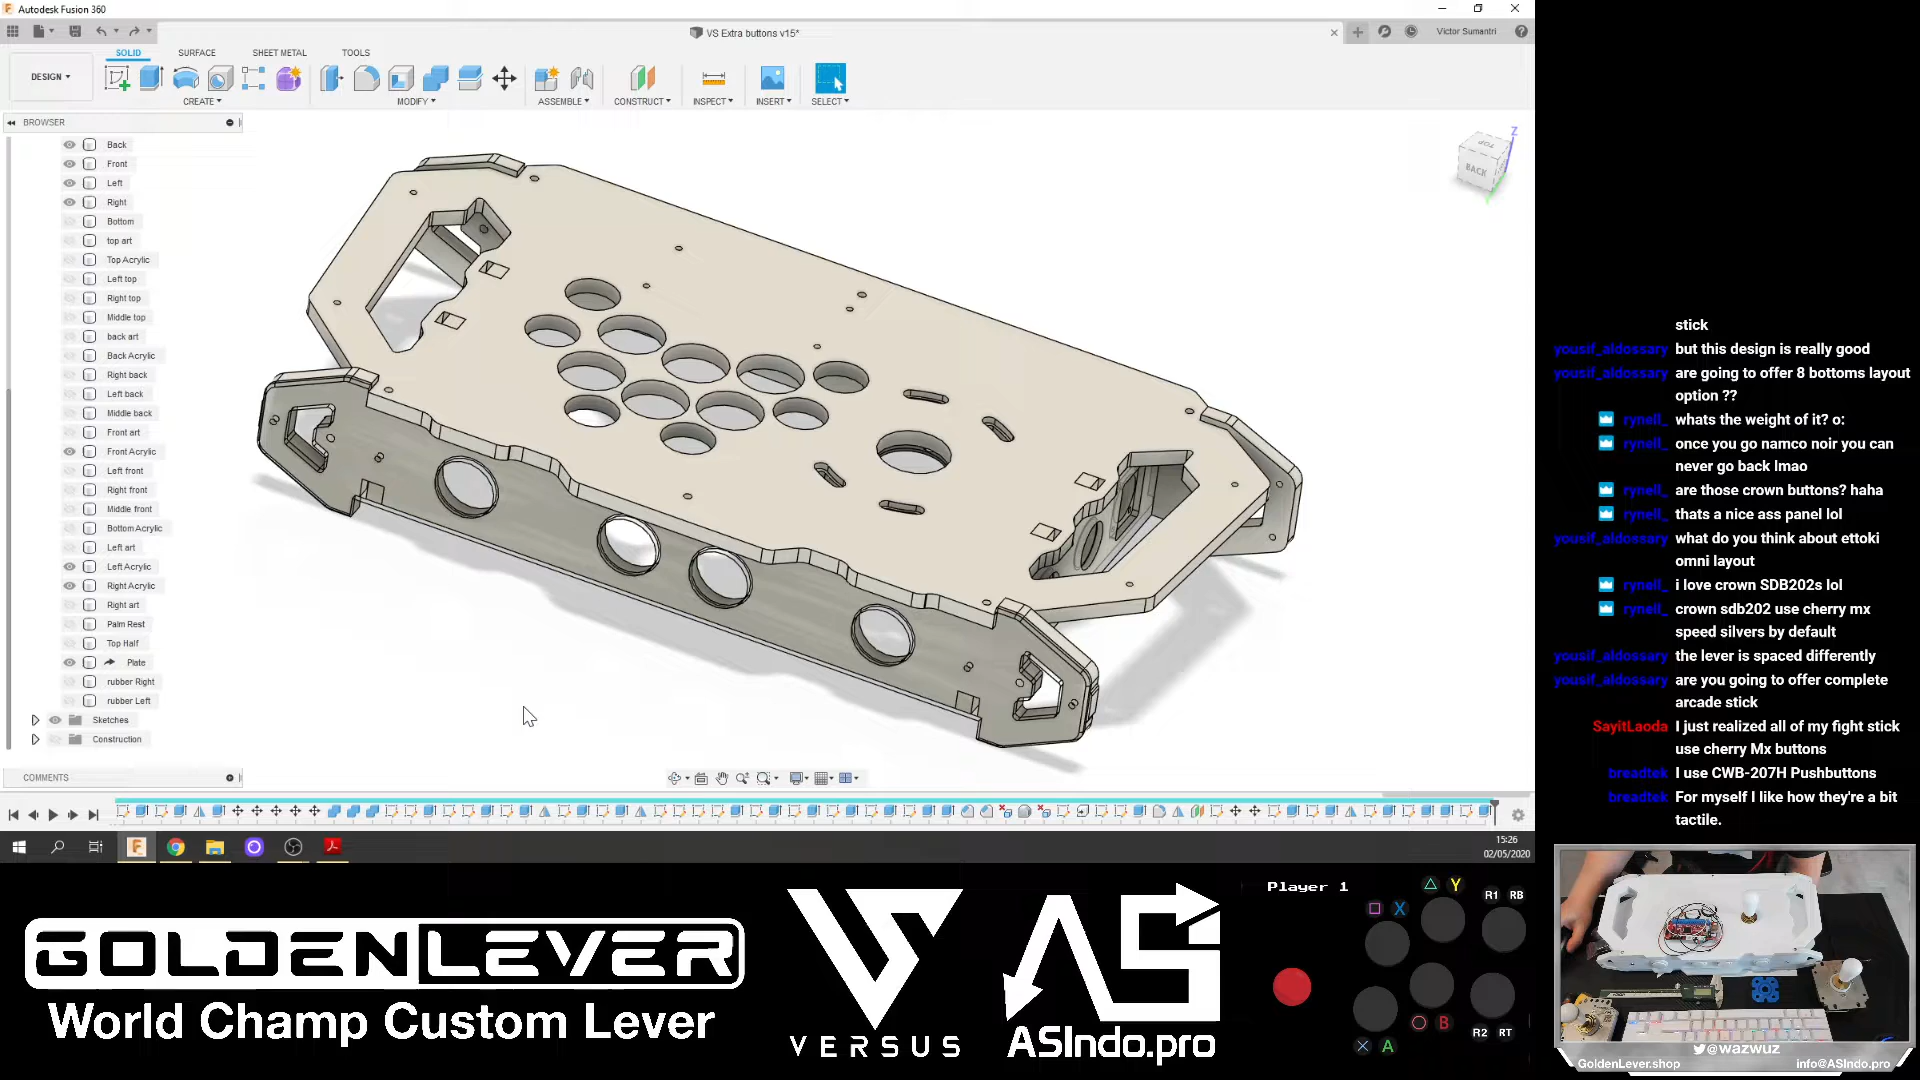 Autodesk Fusion 360
VS Extra buttons v15*
Victor Sumantri
SOLID
SURFACE
SHEET METAL
TOOLS
DESIGN
CREATE
MODIFY
ASSEMBLE
CONSTRUCT
INSPECT
INSERT
SELECT
BROWSER
Back
Front
Left
Right
Bottom
top art
Top Acrylic
Left top
Right top
Middle top
back art
Back Acrylic
Right back
Left back
Middle back
Front art
Front Acrylic
Left front
Right front
Middle front
Bottom Acrylic
Left art
Left Acrylic
Right Acrylic
Right art
Palm Rest
Top Half
Plate
rubber Right
rubber Left
Sketches
Construction
COMMENTS
TOP
BACK
Z
Y
15:26
02/05/2020
stick
yousif_aldossary but this design is really good
yousif_aldossary are going to offer 8 bottoms layout
option ??
rynell_ whats the weight of it? o:
rynell_ once you go namco noir you can
never go back lmao
rynell_ are those crown buttons? haha
rynell_ thats a nice ass panel lol
yousif_aldossary what do you think about ettoki
omni layout
rynell_ i love crown SDB202s lol
rynell_ crown sdb202 use cherry mx
speed silvers by default
yousif_aldossary the lever is spaced differently
yousif_aldossary are you going to offer complete
arcade stick
SayitLaoda I just realized all of my fight stick
use cherry Mx buttons
breadtek I use CWB-207H Pushbuttons
breadtek For myself I like how they're a bit
tactile.
GOLDENLEVER
World Champ Custom Lever
VS
VERSUS
AS
ASIndo.pro
Player 1
Y
R1 RB
X
B
R2 RT
A
@wazwuz
GoldenLever.shop
info@ASIndo.pro